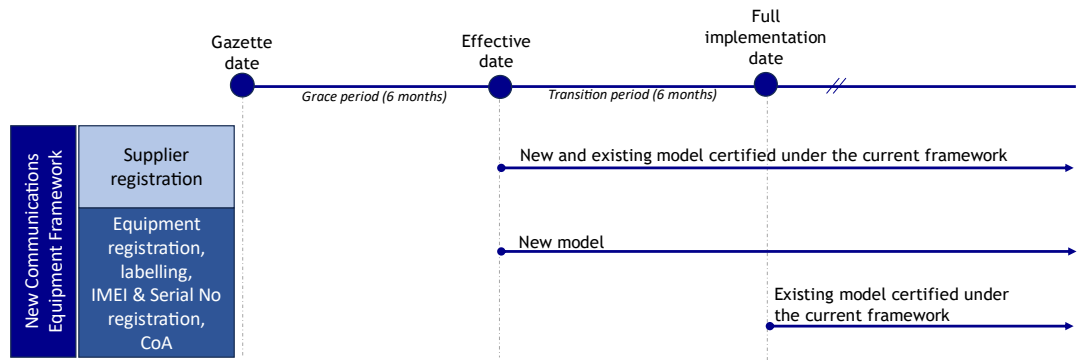 Gazette
date
Effective
date
Full
implementation
date
Grace period (6 months)
Transition period (6 months)
New Communications
Equipment Framework
Supplier
registration
New and existing model certified under the current framework
Equipment
registration,
labelling,
IMEI & Serial No
registration,
CoA
New model
Existing model certified under
the current framework